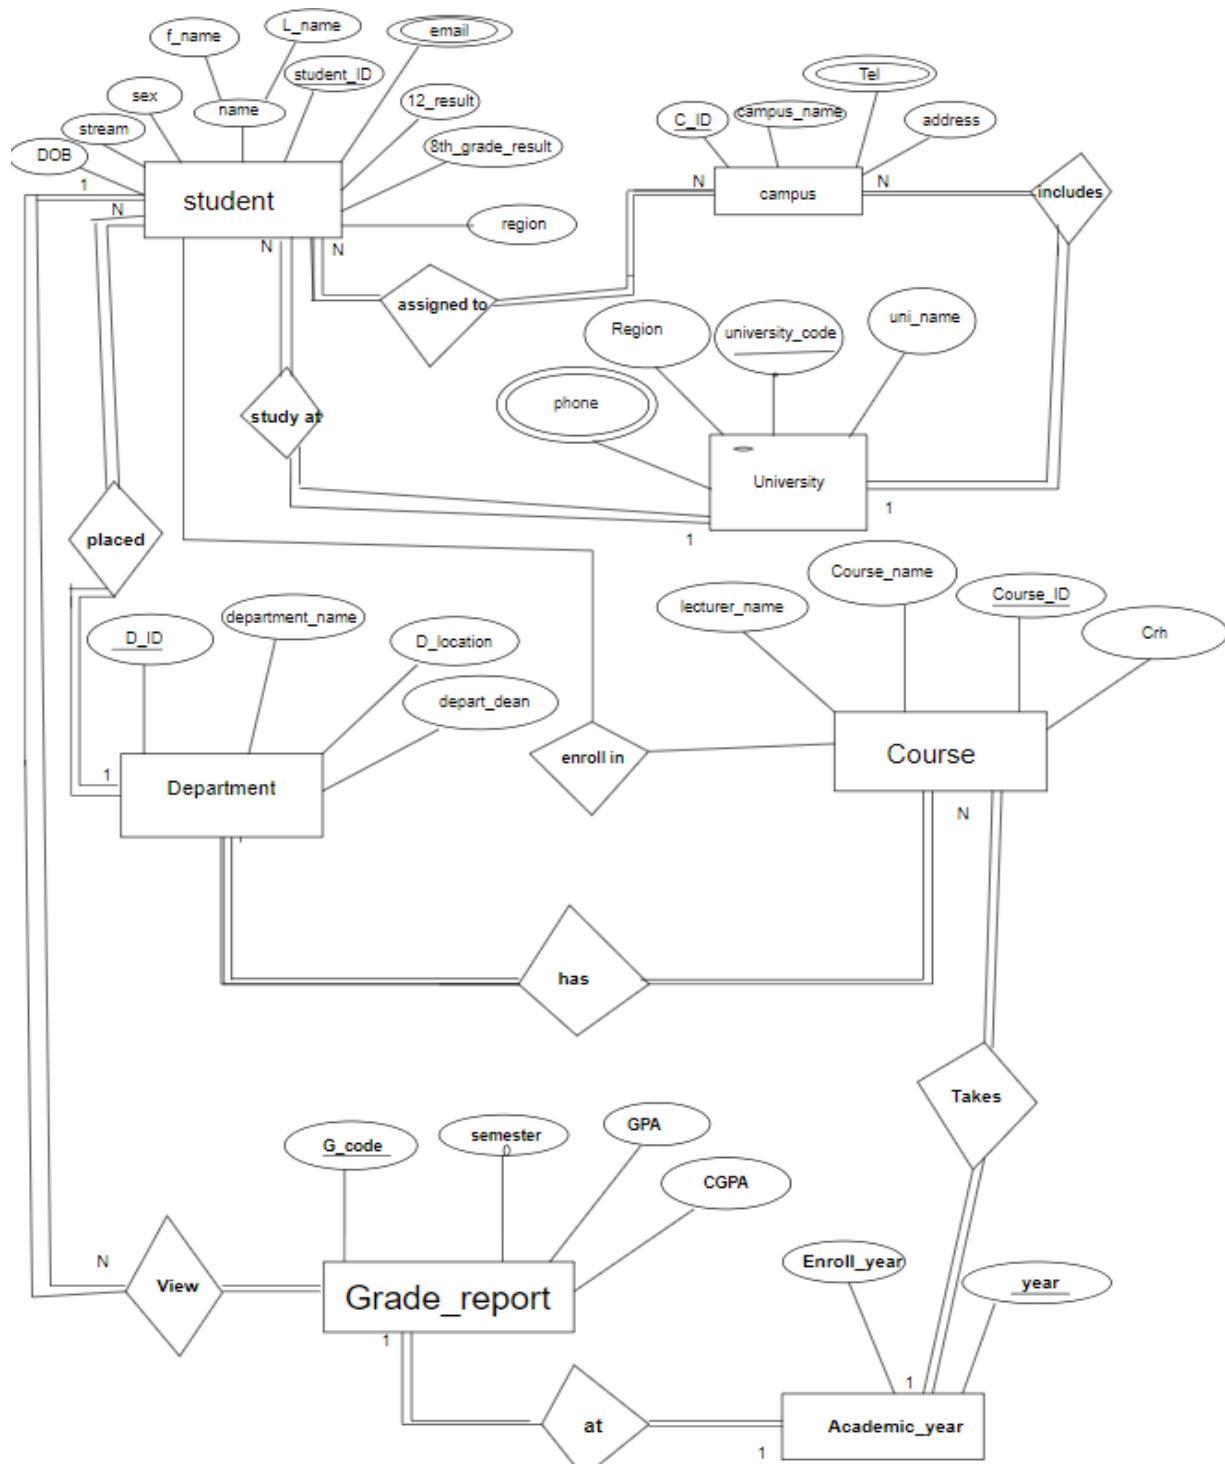 f_name
L_name
email
sex
name
student_ID
stream
12_result
DOB
8th_grade_result
1
student
N
region
N
N
C_ID
campus_name
Tel
address
N
campus
N
includes
assigned to
Region
university_code
uni_name
phone
study at
University
1
1
placed
D_ID
department_name
D_location
depart_dean
lecturer_name
Course_name
Course_ID
Crh
enroll in
Course
1
Department
N
has
Takes
G_code
semester
GPA
CGPA
N
View
Grade_report
1
Enroll_year
year
1
at
1
Academic_year